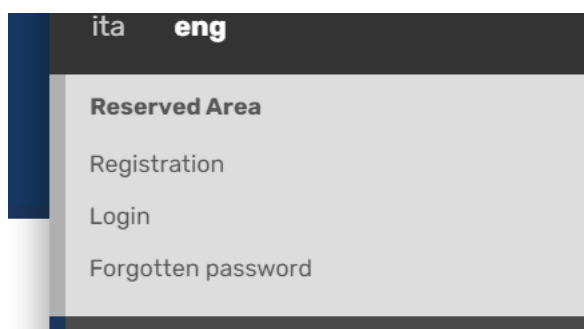 ita eng
Reserved Area
Registration
Login
Forgotten password